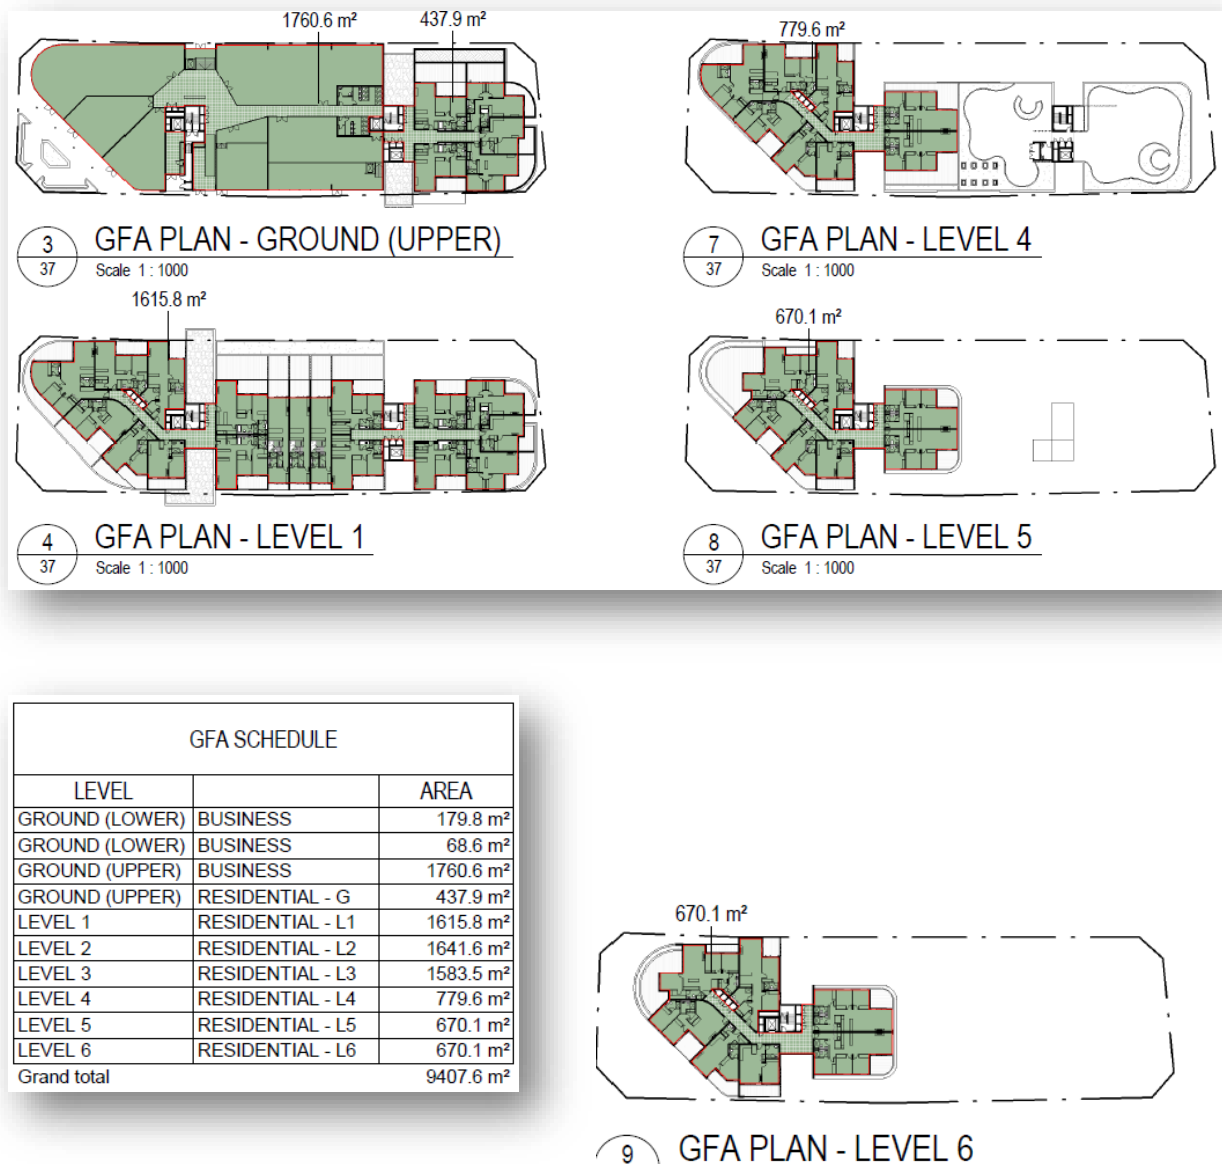 1760.6 m²
437.9 m²
3
37
GFA PLAN - GROUND (UPPER)
Scale 1 : 1000
779.6 m²
7
37
GFA PLAN - LEVEL 4
Scale 1 : 1000
1615.8 m²
4
37
GFA PLAN - LEVEL 1
Scale 1 : 1000
670.1 m²
8
37
GFA PLAN - LEVEL 5
Scale 1 : 1000
GFA SCHEDULE
LEVEL AREA
GROUND (LOWER) BUSINESS 179.8 m²
GROUND (LOWER) BUSINESS 68.6 m²
GROUND (UPPER) BUSINESS 1760.6 m²
GROUND (UPPER) RESIDENTIAL - G 437.9 m²
LEVEL 1 RESIDENTIAL - L1 1615.8 m²
LEVEL 2 RESIDENTIAL - L2 1641.6 m²
LEVEL 3 RESIDENTIAL - L3 1583.5 m²
LEVEL 4 RESIDENTIAL - L4 779.6 m²
LEVEL 5 RESIDENTIAL - L5 670.1 m²
LEVEL 6 RESIDENTIAL - L6 670.1 m²
Grand total 9407.6 m²
670.1 m²
9
GFA PLAN - LEVEL 6